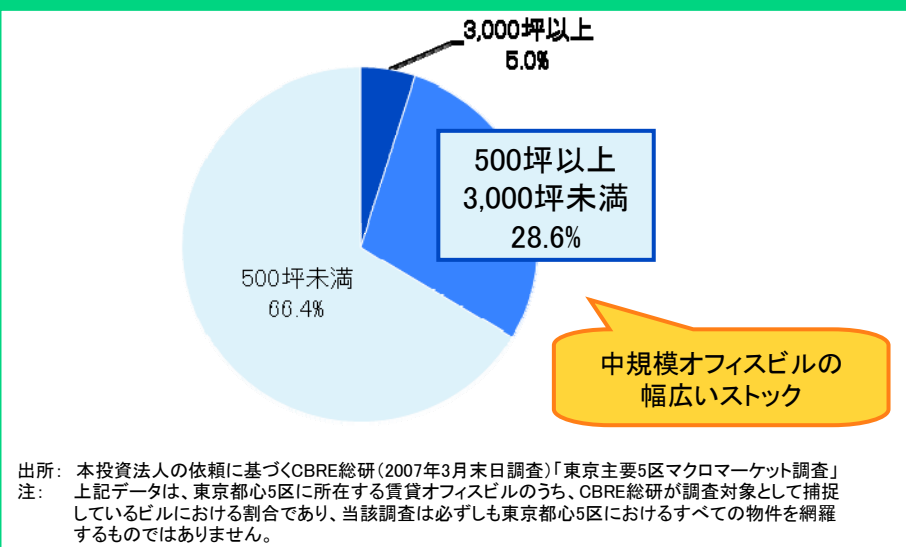 3,000坪以上
5.0%
500坪以上
3,000坪未満
28.6%
500坪未満
66.4%
中規模オフィスビルの
幅広いストック
出所: 本投資法人の依頼に基づくCBRE総研(2007年3月末日調査)「東京主要5区マクロマーケット調査」
注: 上記データは、東京都心5区に所在する賃貸オフィスビルのうち、CBRE総研が調査対象として捕捉
しているビルにおける割合であり、当該調査は必ずしも東京都心5区におけるすべての物件を網羅
するものではありません。